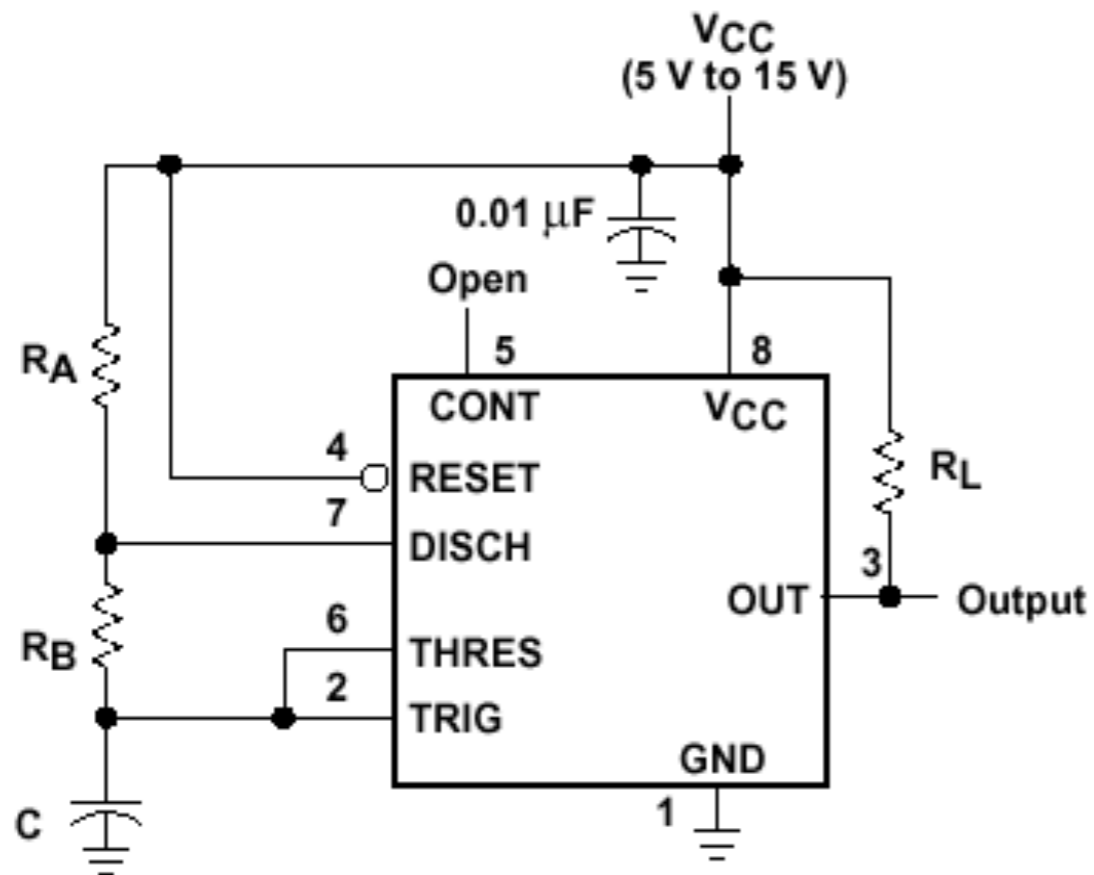 VCC
(5 V to 15 V)
0.01 μF
Open
5
8
RA
CONT
VCC
4
RESET
RL
7
DISCH
3
OUT
Output
6
RB
THRES
2
TRIG
GND
1
C